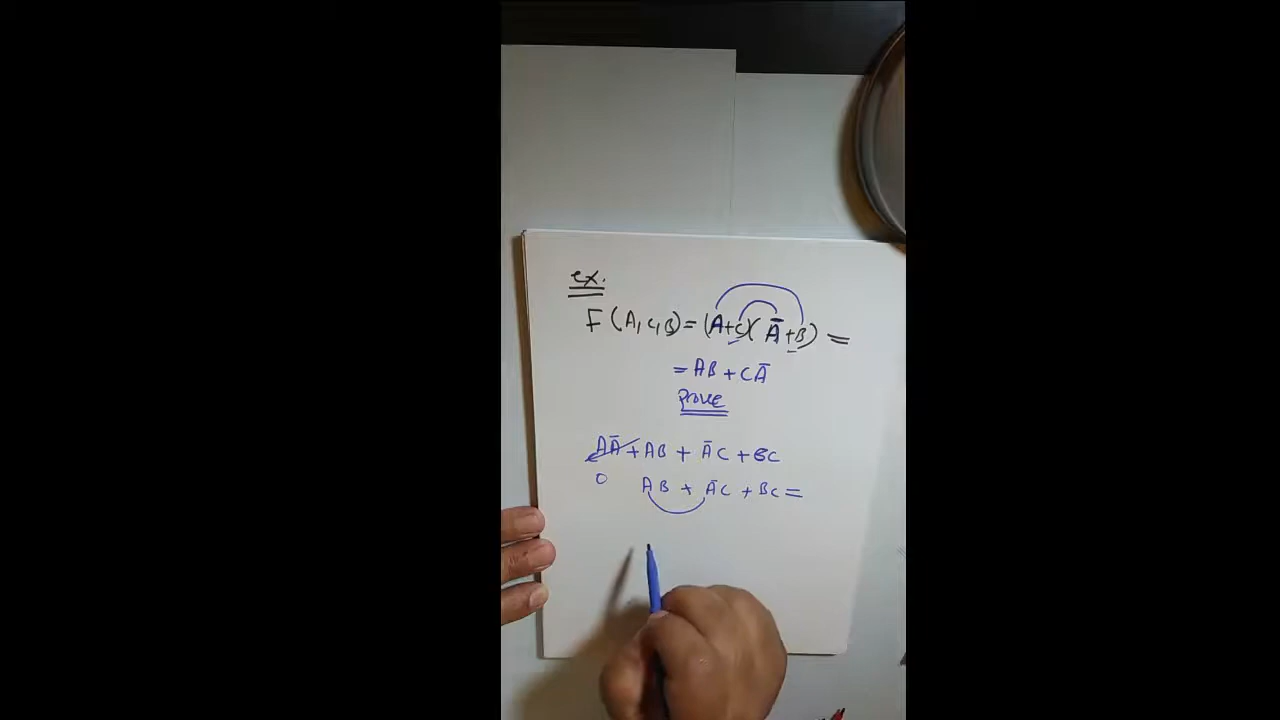 ex.
F(A,C,B)=(A+C)(Ā+B)=
=AB+CĀ
prove
AĀ+AB+ĀC+BC
0
AB+ĀC+BC=